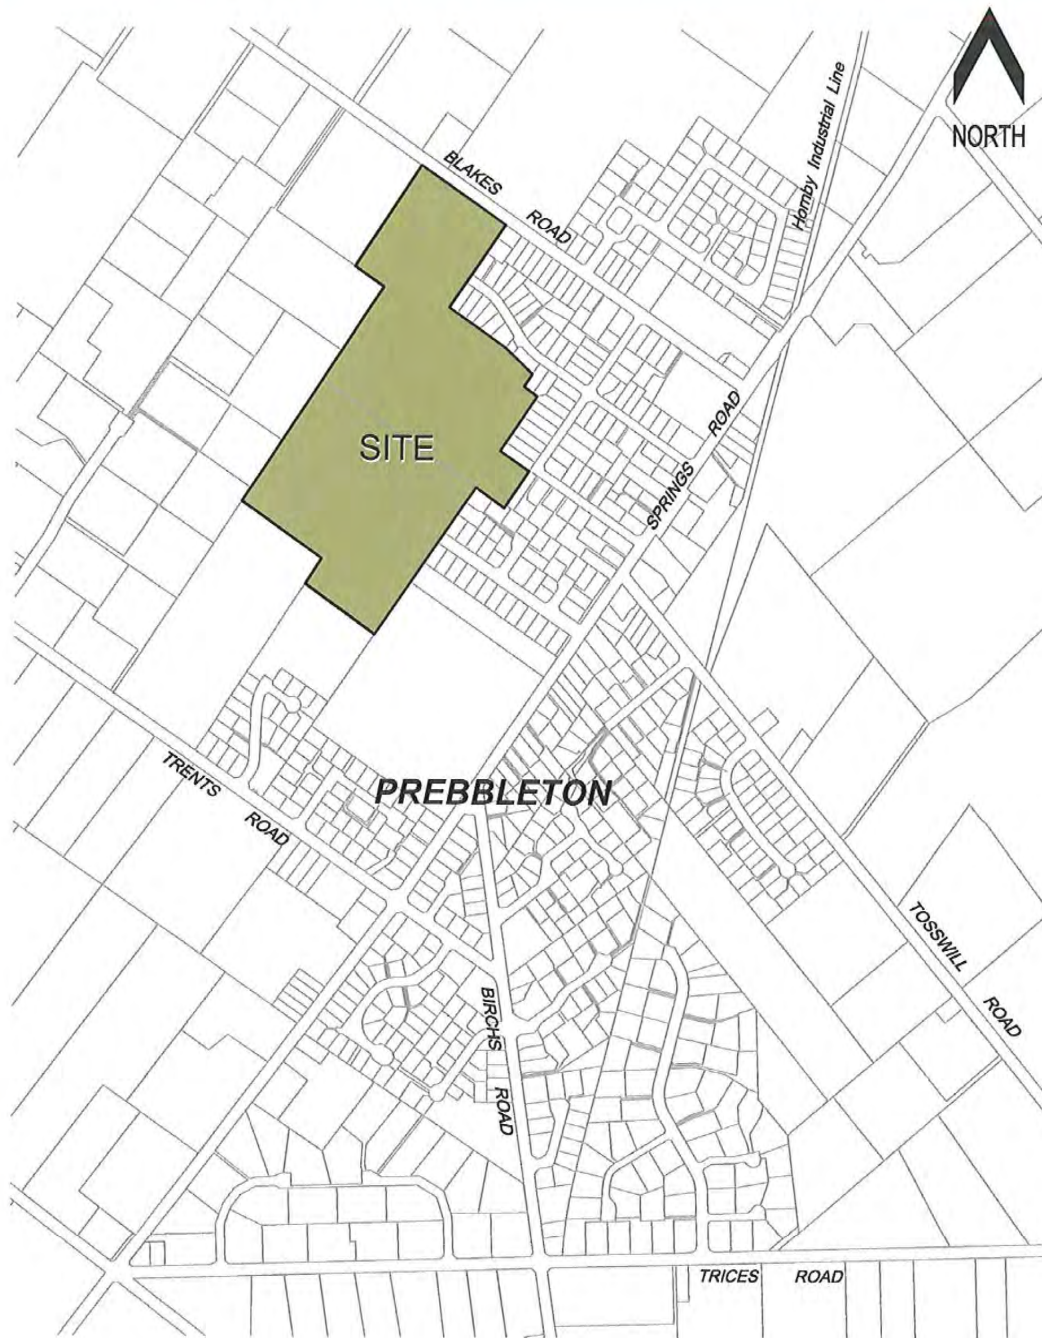 NORTH
Hornby Industrial Line
BLAKES
ROAD
SITE
SPRINGS
ROAD
TRENTS
ROAD
PREBBLETON
TOSSWILL
ROAD
BIRCHS
ROAD
TRICES ROAD